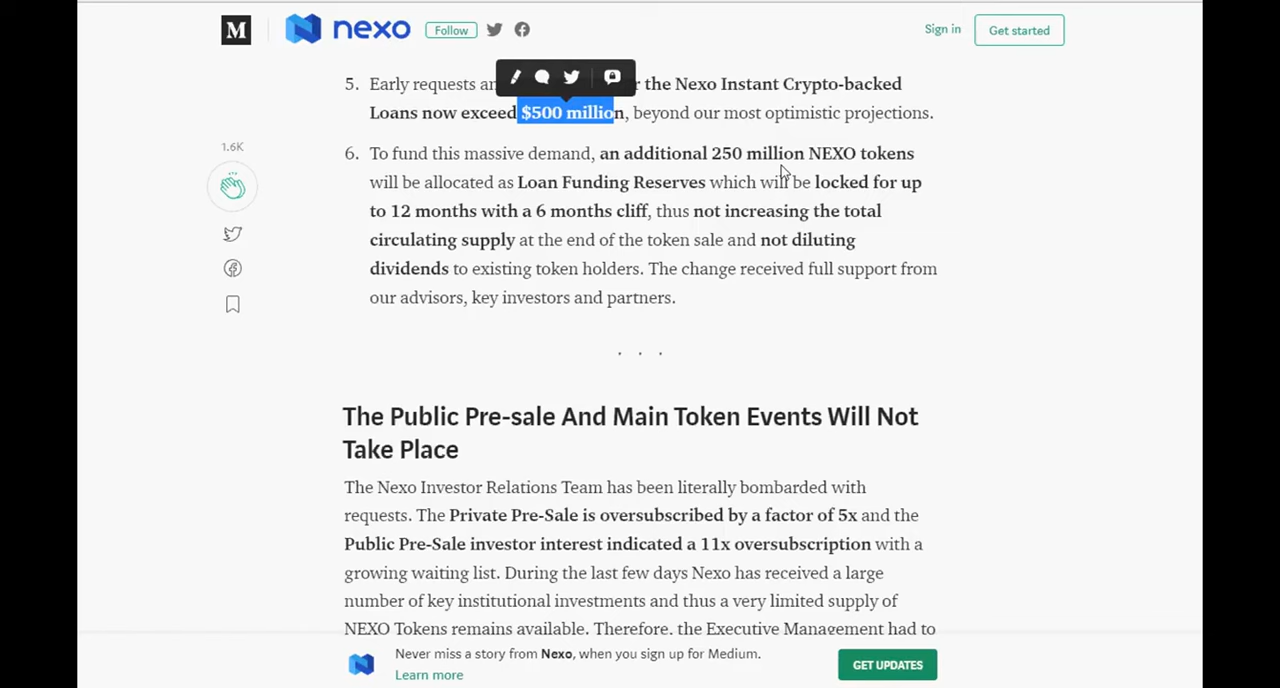 M nexo Follow Sign in Get started
5. Early requests an r the Nexo Instant Crypto-backed
Loans now exceed $500 million, beyond our most optimistic projections.
6. To fund this massive demand, an additional 250 million NEXO tokens
1.6K
will be allocated as Loan Funding Reserves which will be locked for up
to 12 months with a 6 months cliff, thus not increasing the total
circulating supply at the end of the token sale and not diluting
dividends to existing token holders. The change received full support from
our advisors, key investors and partners.
. . .
The Public Pre-sale And Main Token Events Will Not
Take Place
The Nexo Investor Relations Team has been literally bombarded with
requests. The Private Pre-Sale is oversubscribed by a factor of 5x and the
Public Pre-Sale investor interest indicated a 11x oversubscription with a
growing waiting list. During the last few days Nexo has received a large
number of key institutional investments and thus a very limited supply of
NEXO Tokens remains available. Therefore, the Executive Management had to
Never miss a story from Nexo, when you sign up for Medium.
Learn more
GET UPDATES